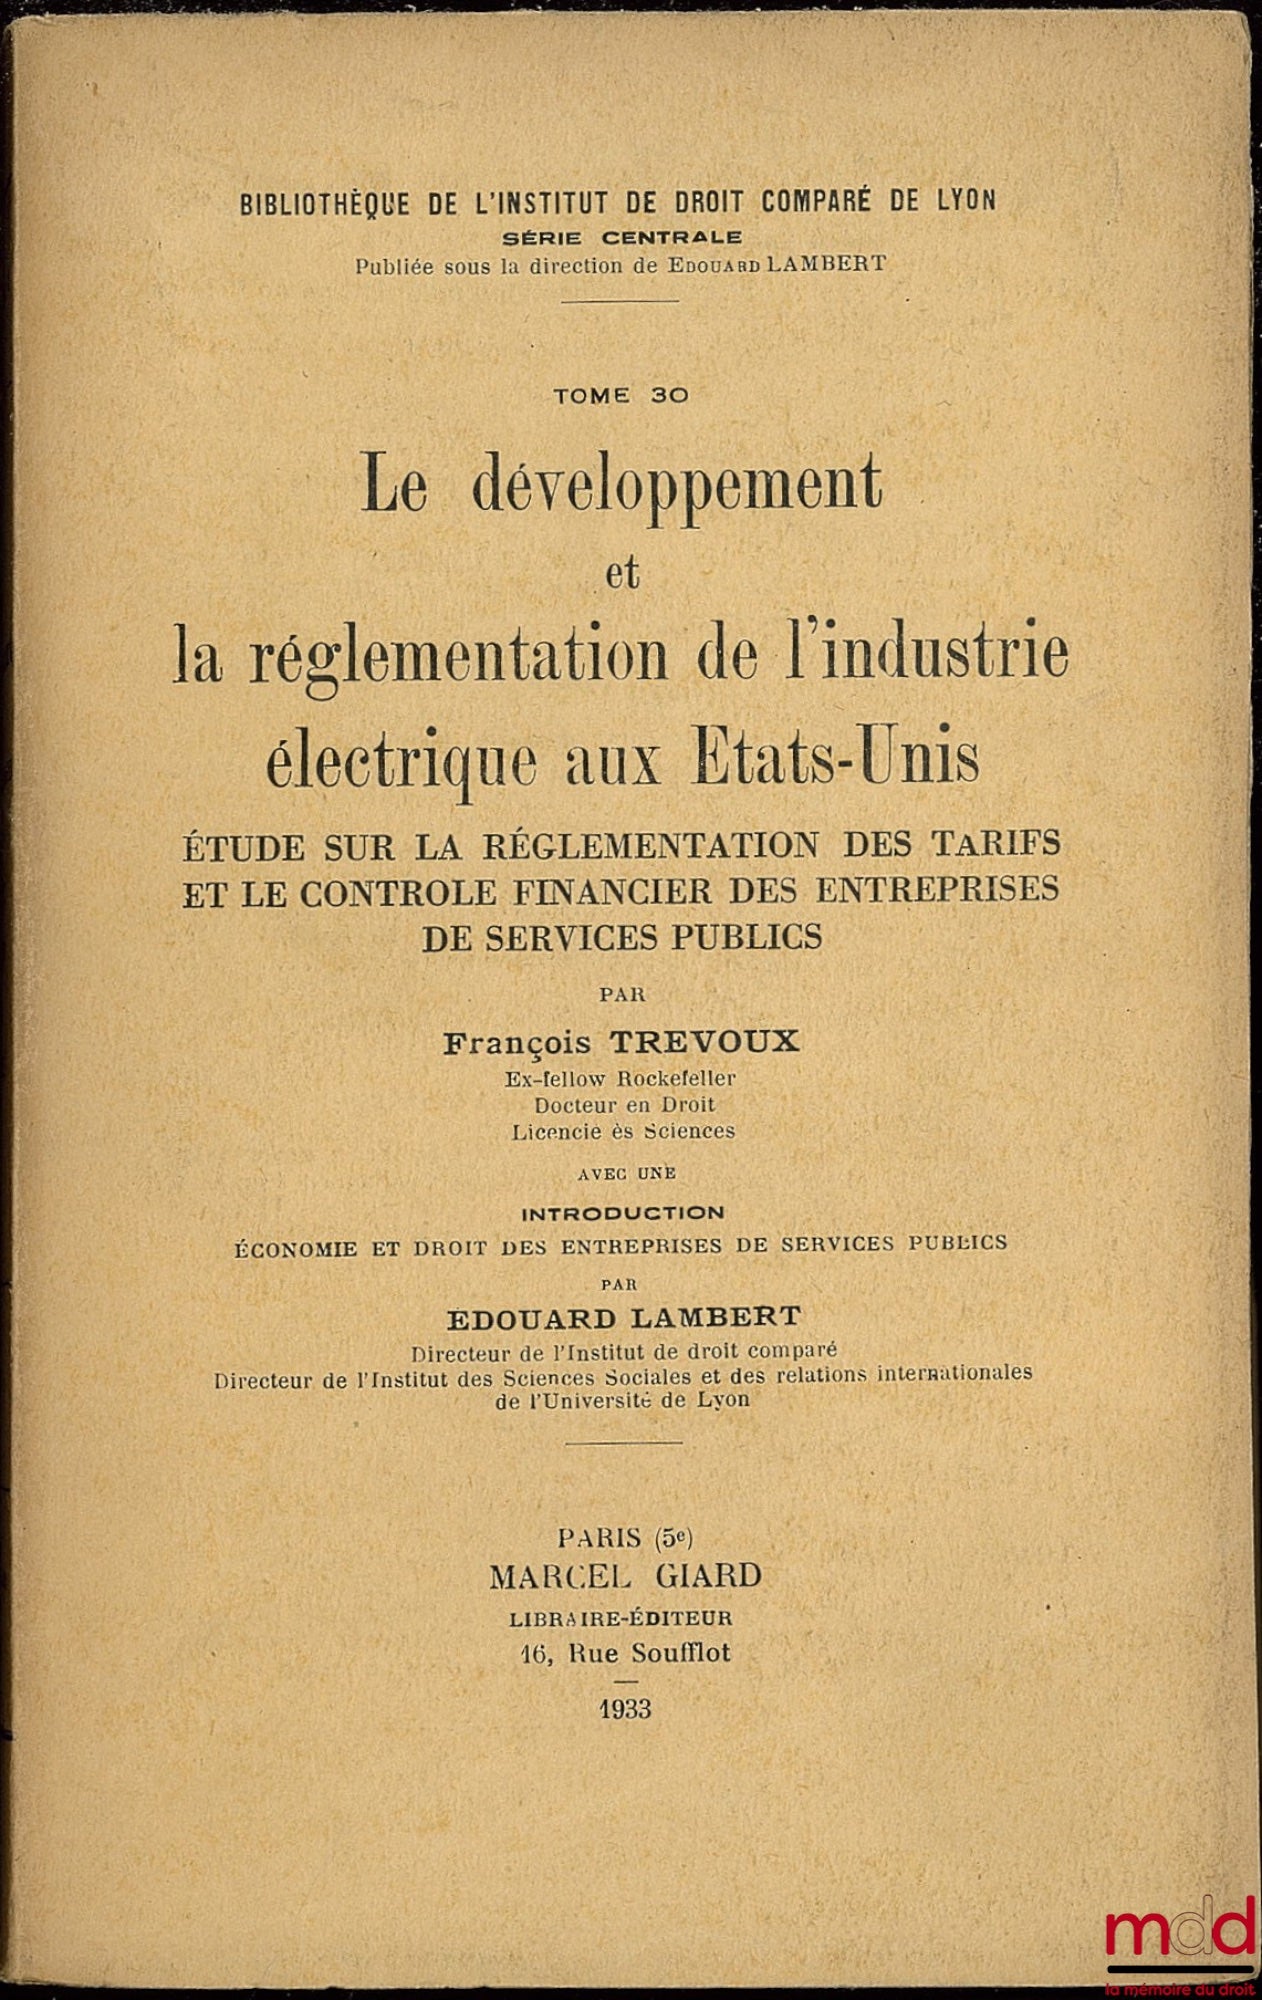 BIBLIOTHÈQUE DE L'INSTITUT DE DROIT COMPARÉ DE LYON
SÉRIE CENTRALE
Publiée sous la direction de EDOUARD LAMBERT
TOME 30
Le développement
et
la réglementation de l'industrie
électrique aux Etats-Unis
ÉTUDE SUR LA RÉGLEMENTATION DES TARIFS
ET LE CONTROLE FINANCIER DES ENTREPRISES
DE SERVICES PUBLICS
PAR
François TREVOUX
Ex-fellow Rockefeller
Docteur en Droit
Licencie ès Sciences
AVEC UNE
INTRODUCTION
ÉCONOMIE ET DROIT DES ENTREPRISES DE SERVICES PUBLICS
PAR
EDOUARD LAMBERT
Directeur de l'Institut de droit comparé
Directeur de l'Institut des Sciences Sociales et des relations internationales
de l'Université de Lyon
PARIS (5e)
MARCEL GIARD
LIBRAIRE-ÉDITEUR
16, Rue Soufflot
1933
mdd
la mémoire du droit